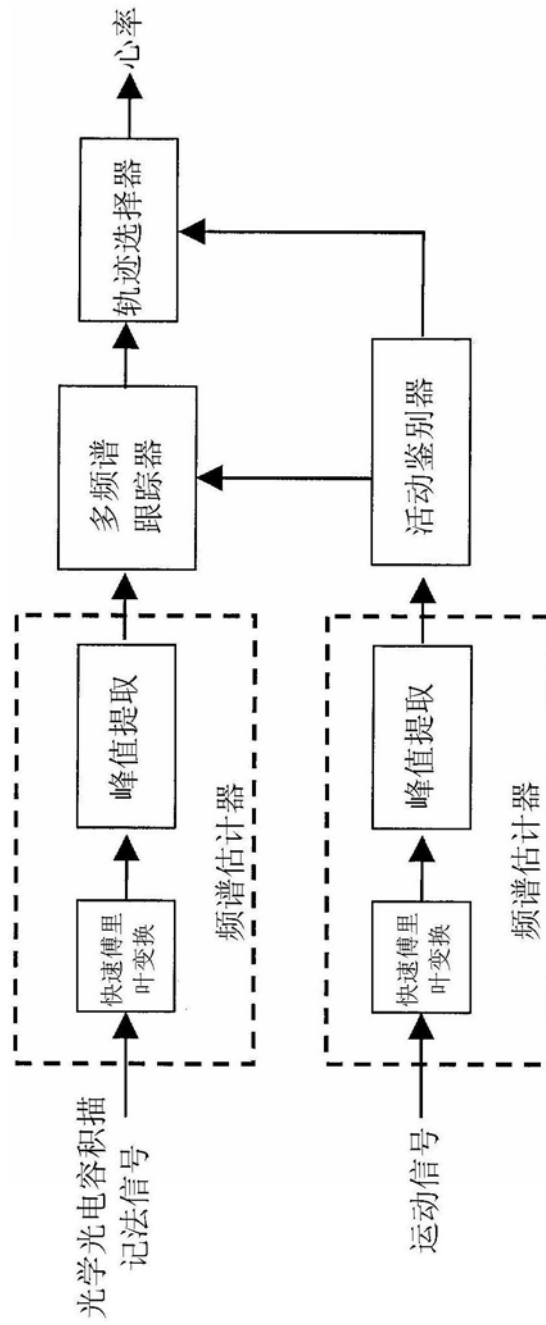 光学光电容积描
记法信号
快速傅里
叶变换
峰值提取
频谱估计器
多频谱
跟踪器
轨迹选择器
心率
运动信号
快速傅里
叶变换
峰值提取
频谱估计器
活动鉴别器